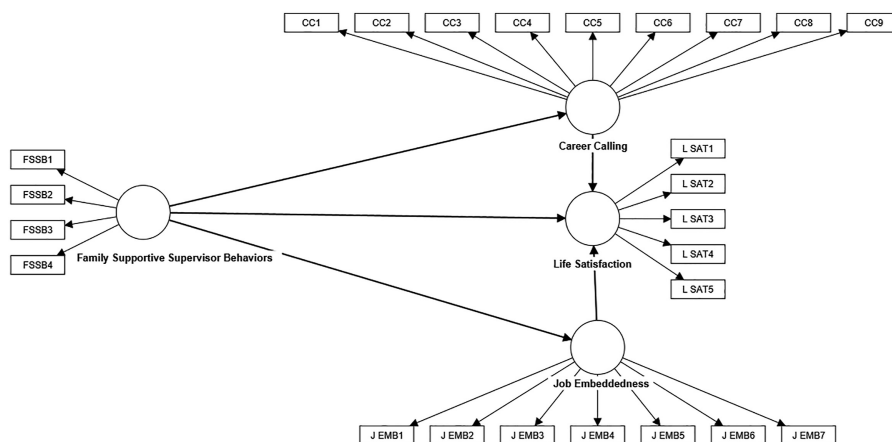 CC1 CC2 CC3 CC4 CC5 CC6 CC7 CC8 CC9
Career Calling
FSSB1
FSSB2
FSSB3
FSSB4
Family Supportive Supervisor Behaviors
L SAT1
L SAT2
L SAT3
L SAT4
L SAT5
Life Satisfaction
Job Embeddedness
J EMB1 J EMB2 J EMB3 J EMB4 J EMB5 J EMB6 J EMB7